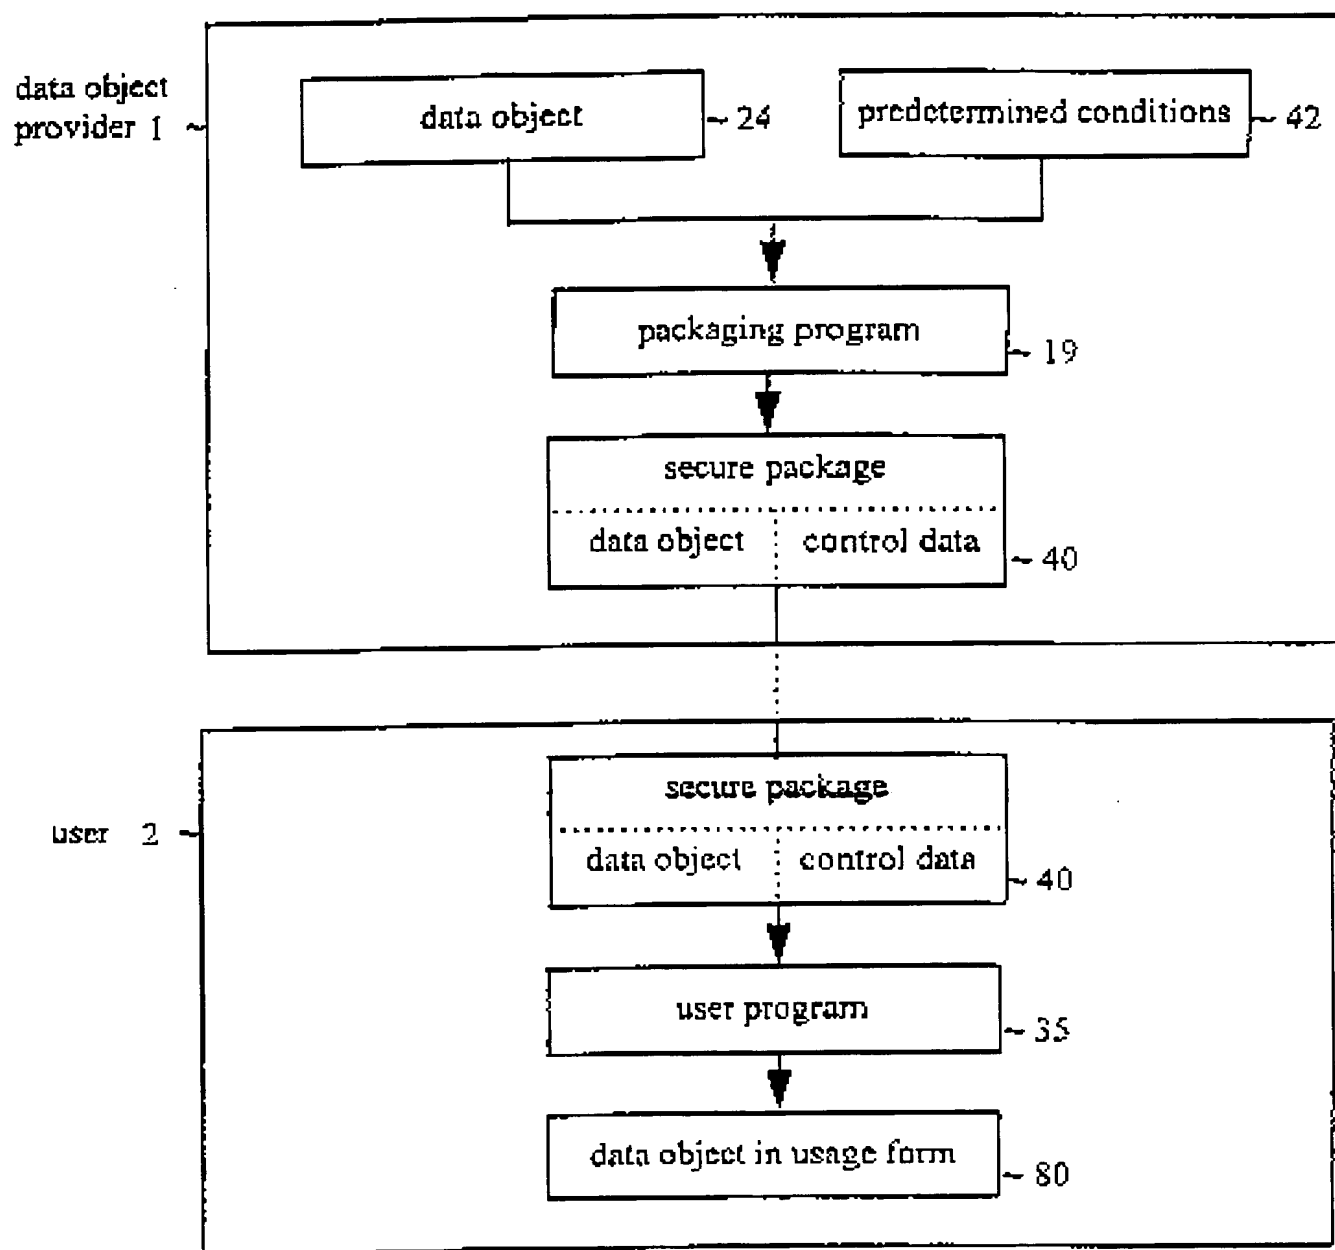 data object
provider 1 ~
data object
~ 24
predetermined conditions
~ 42
packaging program
~ 19
secure package
data object
control data
~ 40
user 2 ~
secure package
data object
control data
~ 40
user program
~ 35
data object in usage form
~ 80